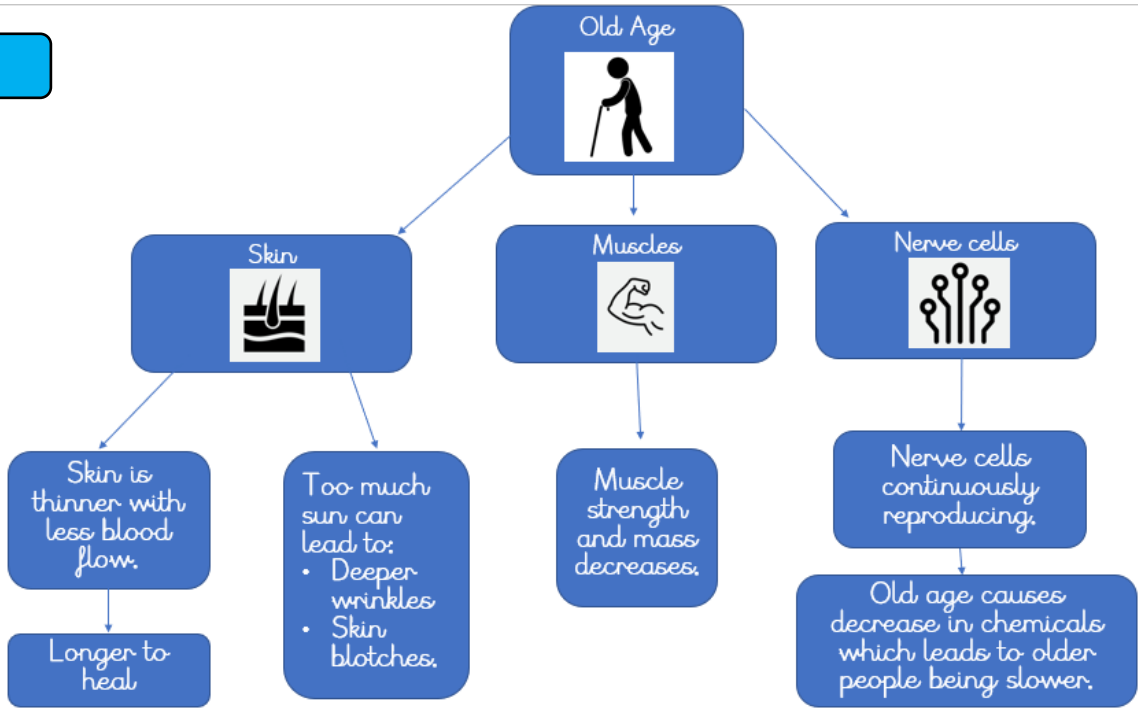 Old Age
Skin
Muscles
Nerve cells
Skin is
thinner with
less blood
flow.
Longer to
heal
Too much
sun can
lead to:
• Deeper
wrinkles
• Skin
blotches.
Muscle
strength
and mass
decreases.
Nerve cells
continuously
reproducing.
Old age causes
decrease in chemicals
which leads to older
people being slower.